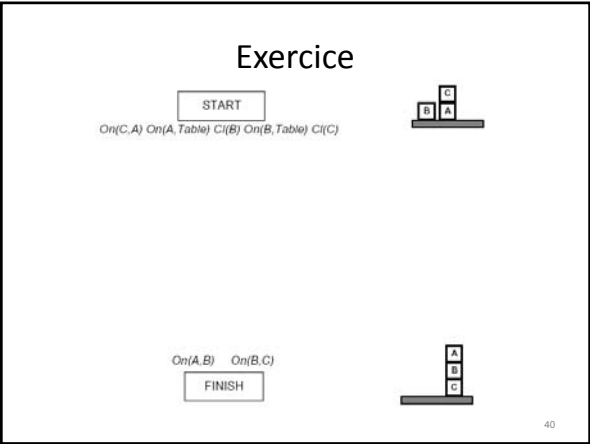 Exercice
START
C
B A
On(C,A) On(A,Table) Cl(B) On(B,Table) Cl(C)
On(A,B) On(B,C)
FINISH
A
B
C
40